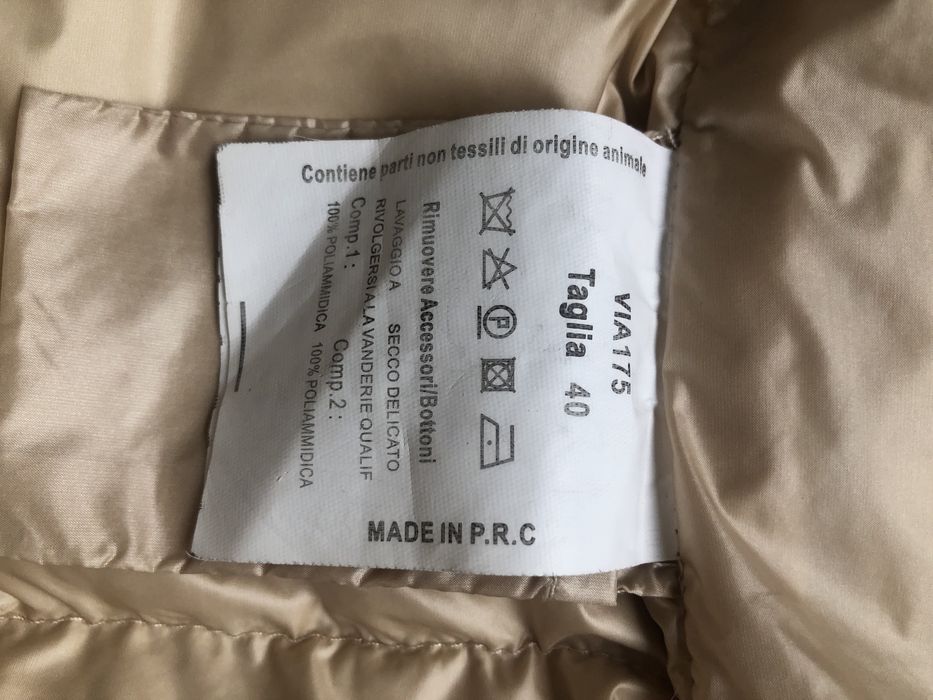 Contiene parti non tessili di origine animale
VIA175
Taglia 40
P
Rimuovere Accessori/Bottoni
LAVAGGIO A SECCO DELICATO
RIVOLGERSI A LAVANDERIE QUALIF
Comp.1: Comp.2:
100% POLIAMMIDICA 100% POLIAMMIDICA
MADE IN P.R.C